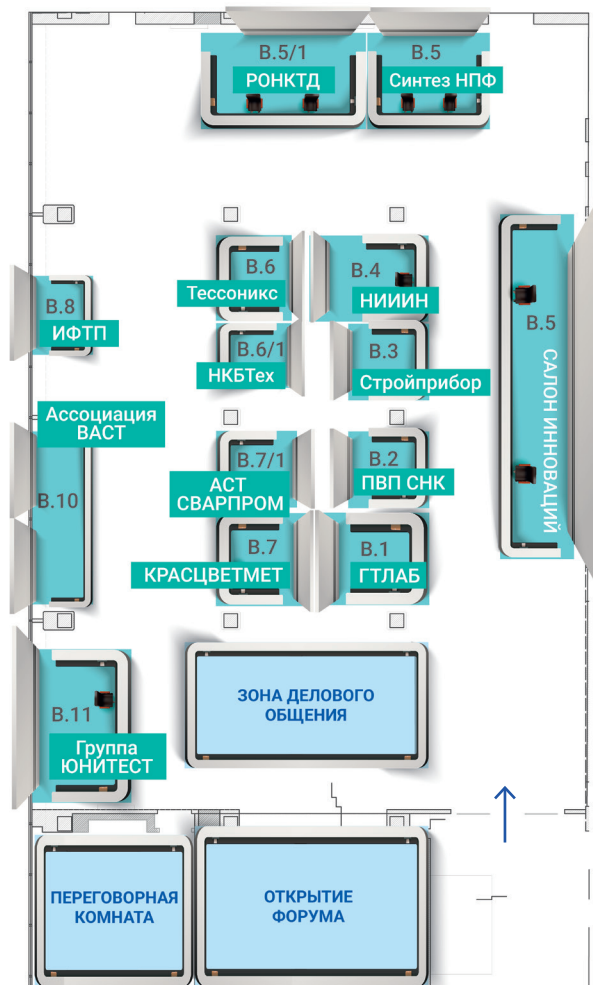 B.5/1
РОНКТД
B.5
Синтез НПФ
B.6
Тессоникс
B.4
НИИИН
B.8
ИФТП
B.6/1
НКБТех
B.3
Стройприбор
B.5
САЛОН ИННОВАЦИЙ
Ассоциация
ВАСТ
B.10
B.7/1
АСТ
СВАРПРОМ
B.2
ПВП СНК
B.7
КРАСЦВЕТМЕТ
B.1
ГТЛАБ
B.11
Группа
ЮНИТЕСТ
ЗОНА ДЕЛОВОГО
ОБЩЕНИЯ
ПЕРЕГОВОРНАЯ
КОМНАТА
ОТКРЫТИЕ
ФОРУМА